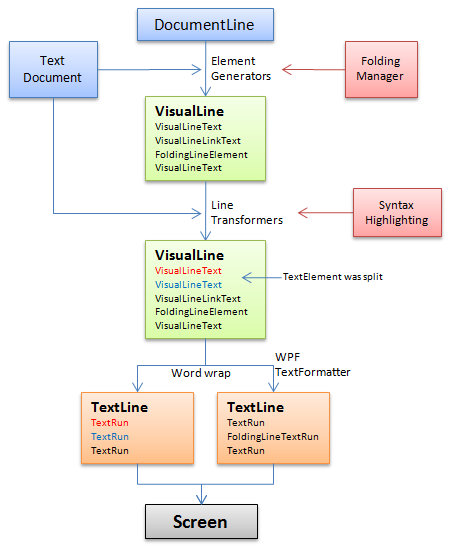 DocumentLine
Text
Document
Element
Generators
Folding
Manager
VisualLine
VisualLineText
VisualLineLinkText
FoldingLineElement
VisualLineText
Line
Transformers
Syntax
Highlighting
VisualLine
VisualLineText
VisualLineText
VisualLineLinkText
FoldingLineElement
VisualLineText
TextElement was split
Word wrap
WPF
TextFormatter
TextLine
TextRun
TextRun
TextRun
TextLine
TextRun
FoldingLineTextRun
TextRun
Screen